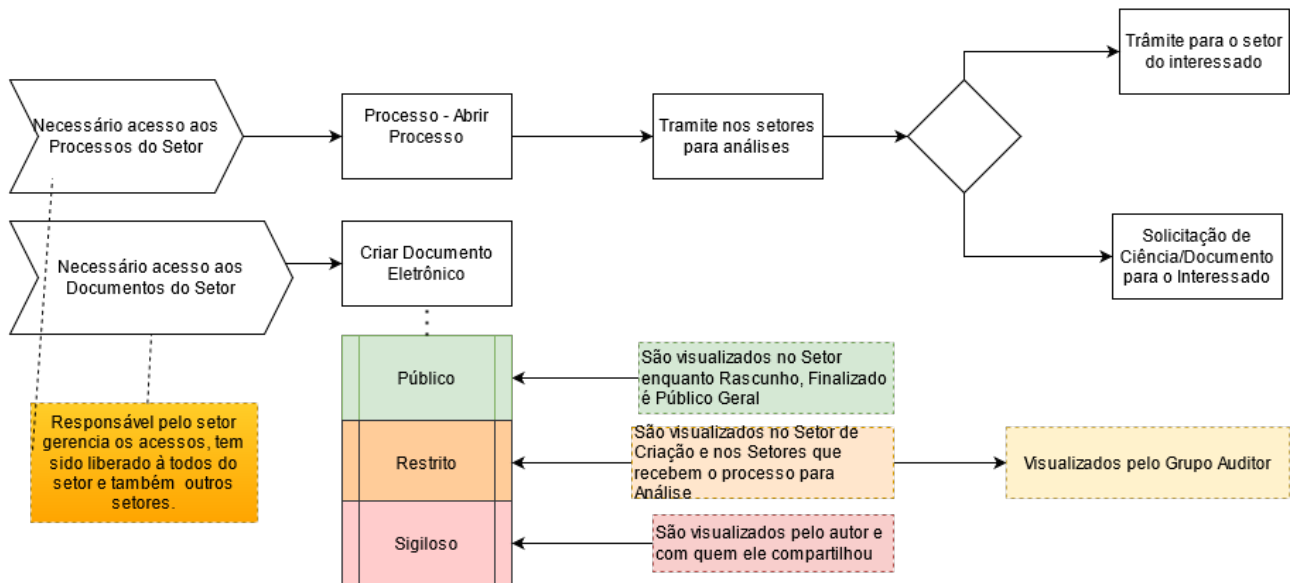 Trâmite para o setor
do interessado
Necessário acesso aos
Processos do Setor
Processo - Abrir
Processo
Tramite nos setores
para análises
Necessário acesso aos
Documentos do Setor
Criar Documento
Eletrônico
Solicitação de
Ciência/Documento
para o Interessado
Público
São visualizados no Setor
enquanto Rascunho, Finalizado
é Público Geral
Responsável pelo setor
gerencia os acessos, tem
sido liberado à todos do
setor e também outros
setores.
Restrito
São visualizados no Setor de
Criação e nos Setores que
recebem o processo para
Análise
Visualizados pelo Grupo Auditor
Sigiloso
São visualizados pelo autor e
com quem ele compartilhou